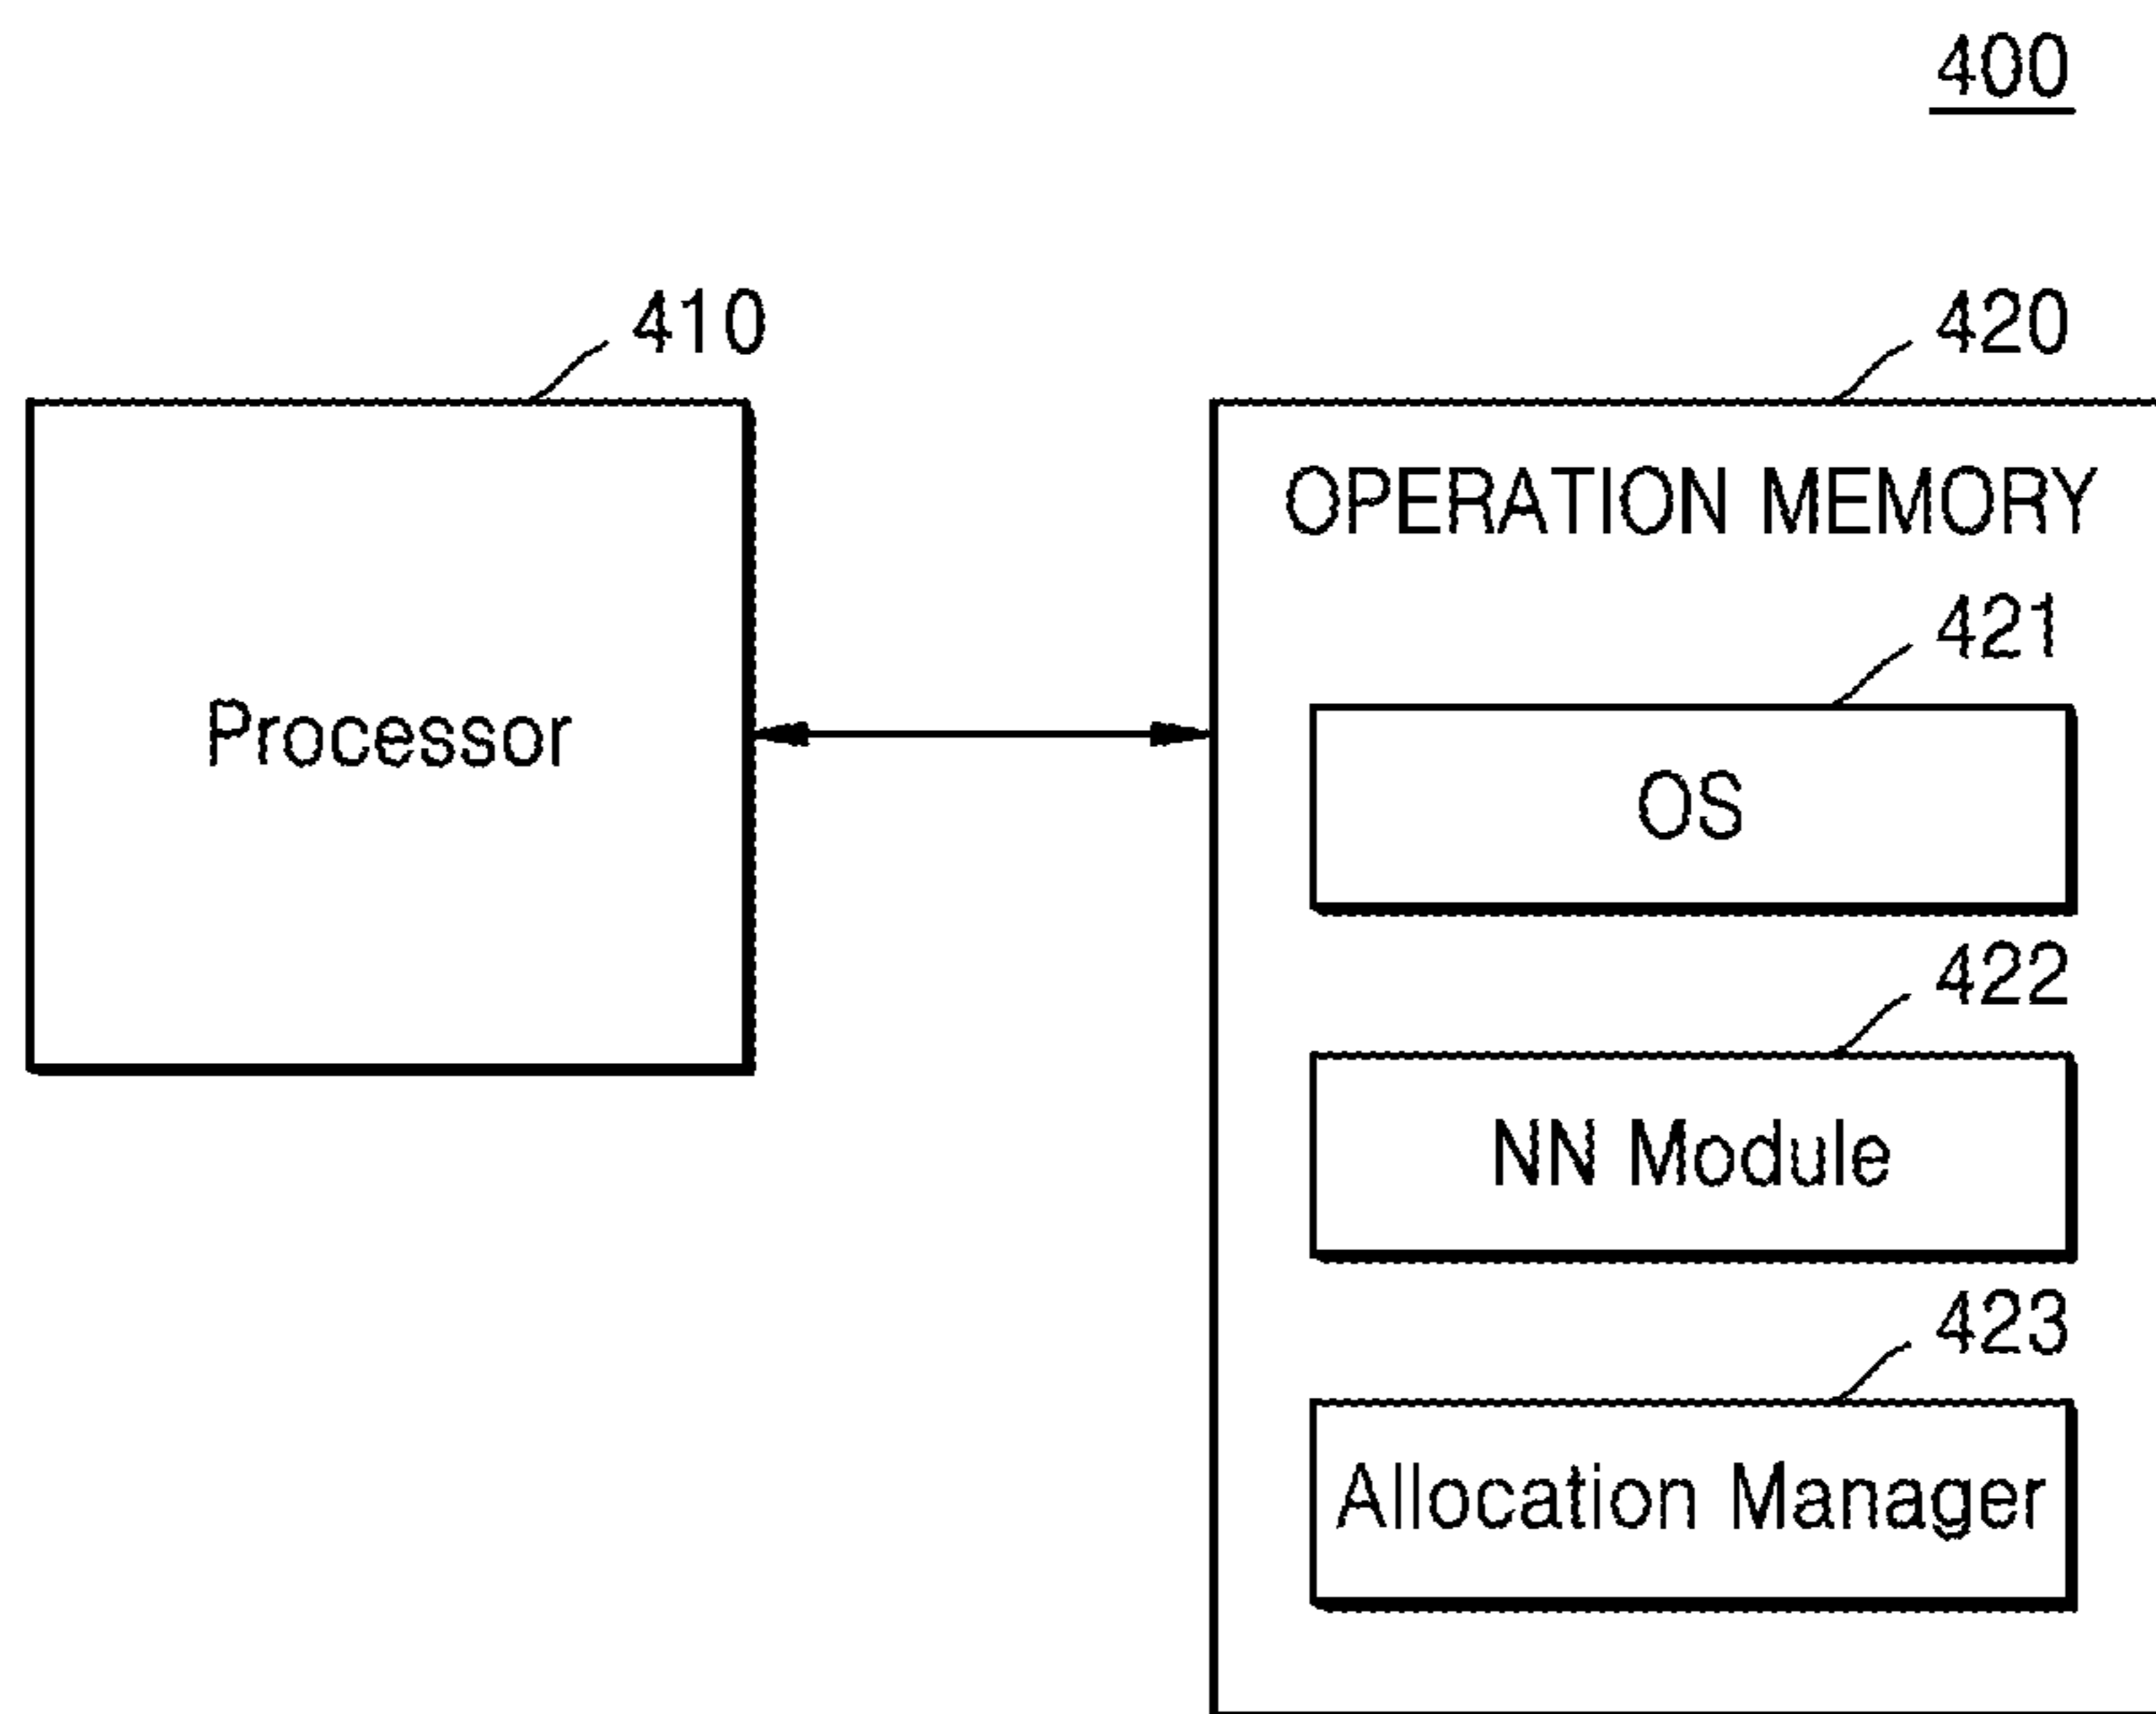 400
410
420
OPERATION MEMORY
421
Processor
OS
422
NN Module
423
Allocation Manager